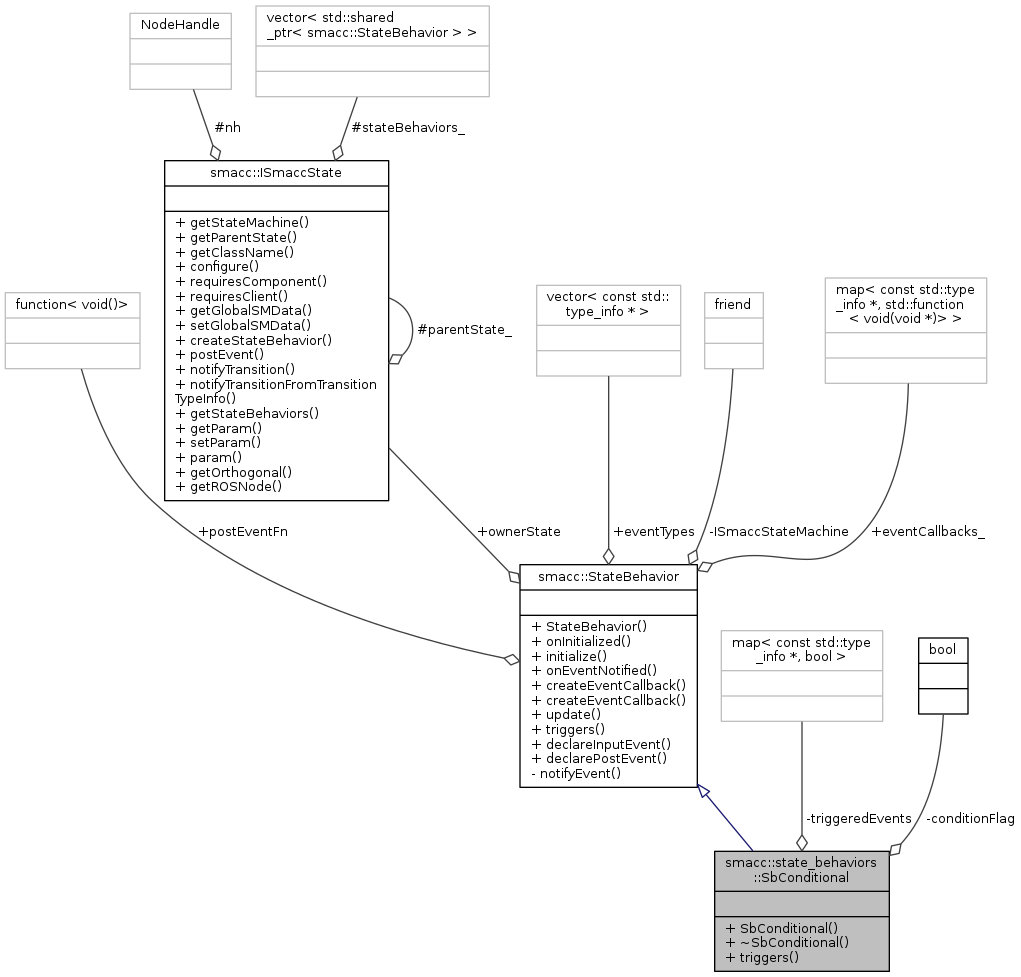 NodeHandle
vector< std::shared
_ptr< smacc::StateBehavior > >
#nh
#stateBehaviors_
smacc::ISmaccState
+ getStateMachine()
+ getParentState()
+ getClassName()
+ configure()
+ requiresComponent()
+ requiresClient()
+ getGlobalSMData()
+ setGlobalSMData()
+ createStateBehavior()
+ postEvent()
+ notifyTransition()
+ notifyTransitionFromTransition
TypeInfo()
+ getStateBehaviors()
+ getParam()
+ setParam()
+ param()
+ getOrthogonal()
+ getROSNode()
#parentState_
function< void()>
vector< const std::
type_info * >
friend
map< const std::type
_info *, std::function
< void(void *)> >
+postEventFn
+ownerState
+eventTypes
-ISmaccStateMachine
+eventCallbacks_
smacc::StateBehavior
+ StateBehavior()
+ onInitialized()
+ initialize()
+ onEventNotified()
+ createEventCallback()
+ createEventCallback()
+ update()
+ triggers()
+ declareInputEvent()
+ declarePostEvent()
- notifyEvent()
map< const std::type
_info *, bool >
bool
-triggeredEvents
-conditionFlag
smacc::state_behaviors
::SbConditional
+ SbConditional()
+ ~SbConditional()
+ triggers()